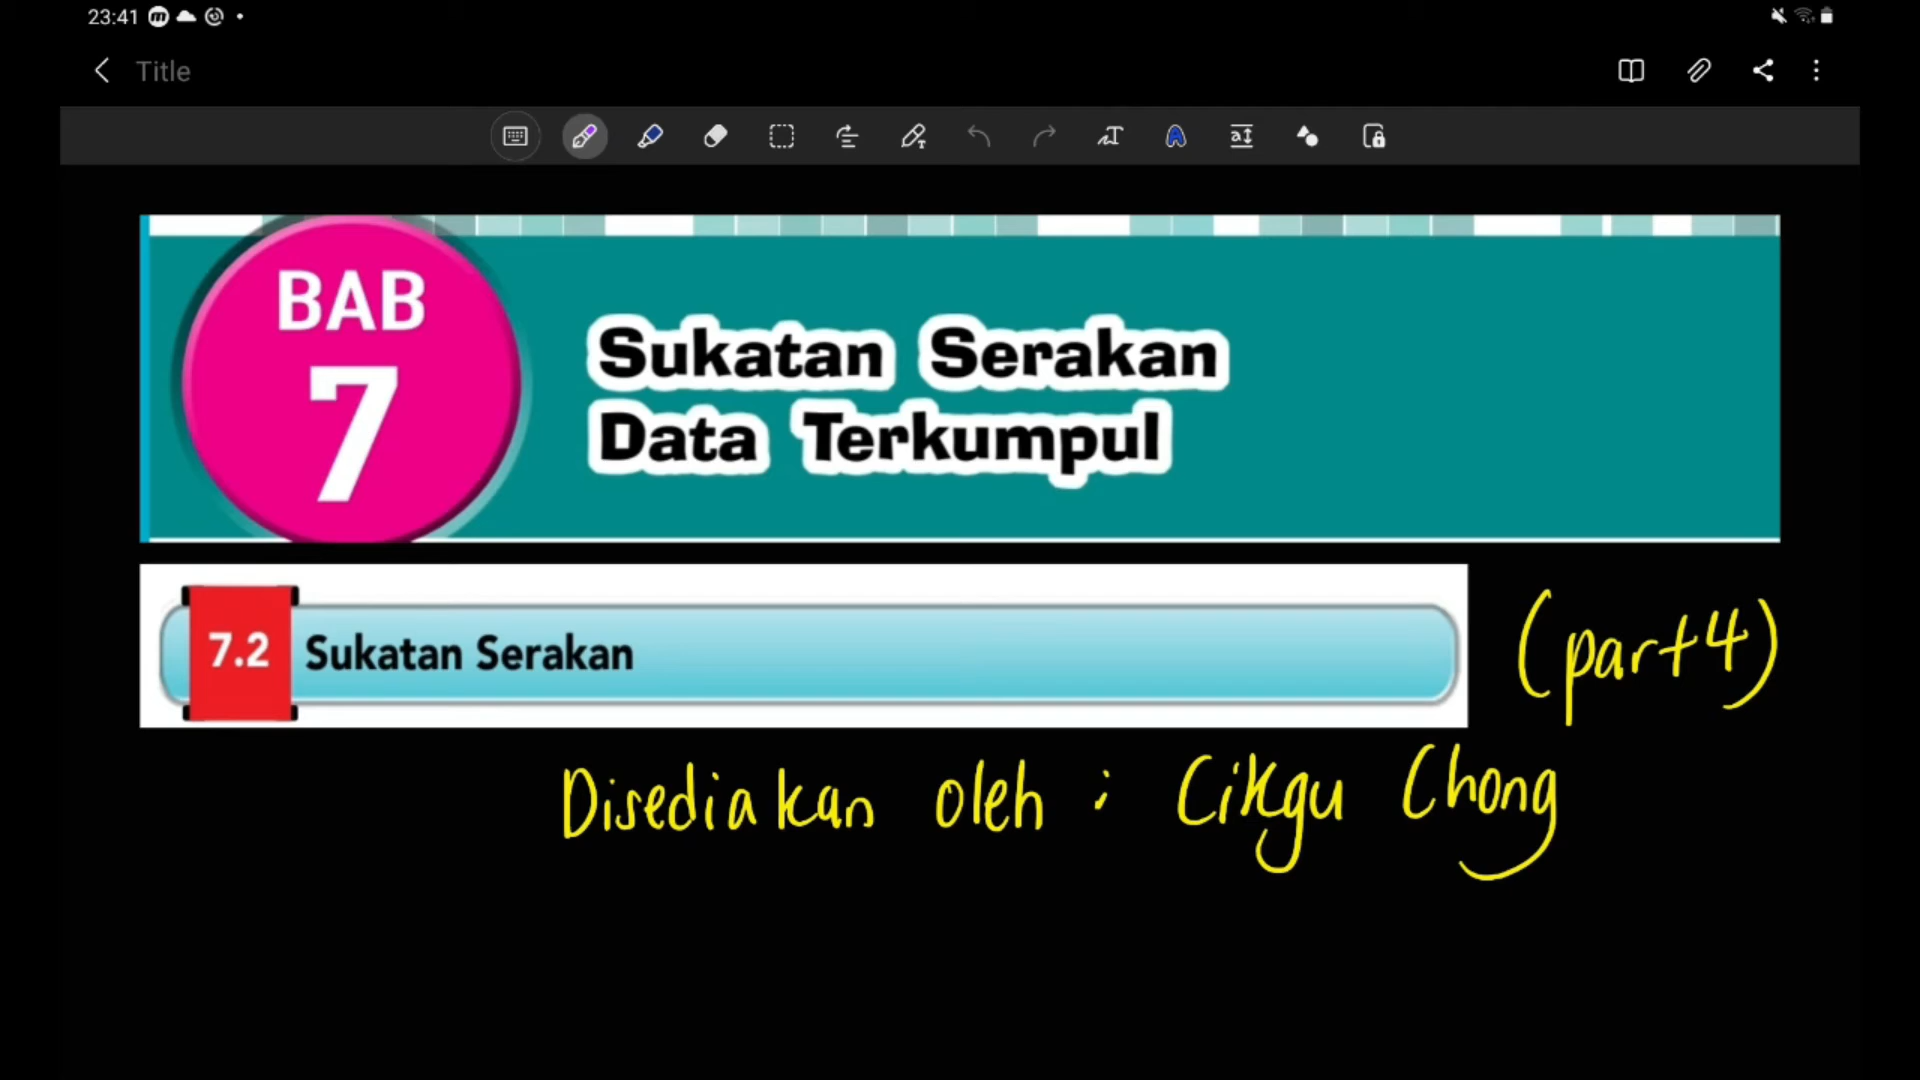 23:41
Title
BAB
7
Sukatan Serakan
Data Terkumpul
7.2 Sukatan Serakan
(part 4)
Disediakan oleh : Cikgu Chong